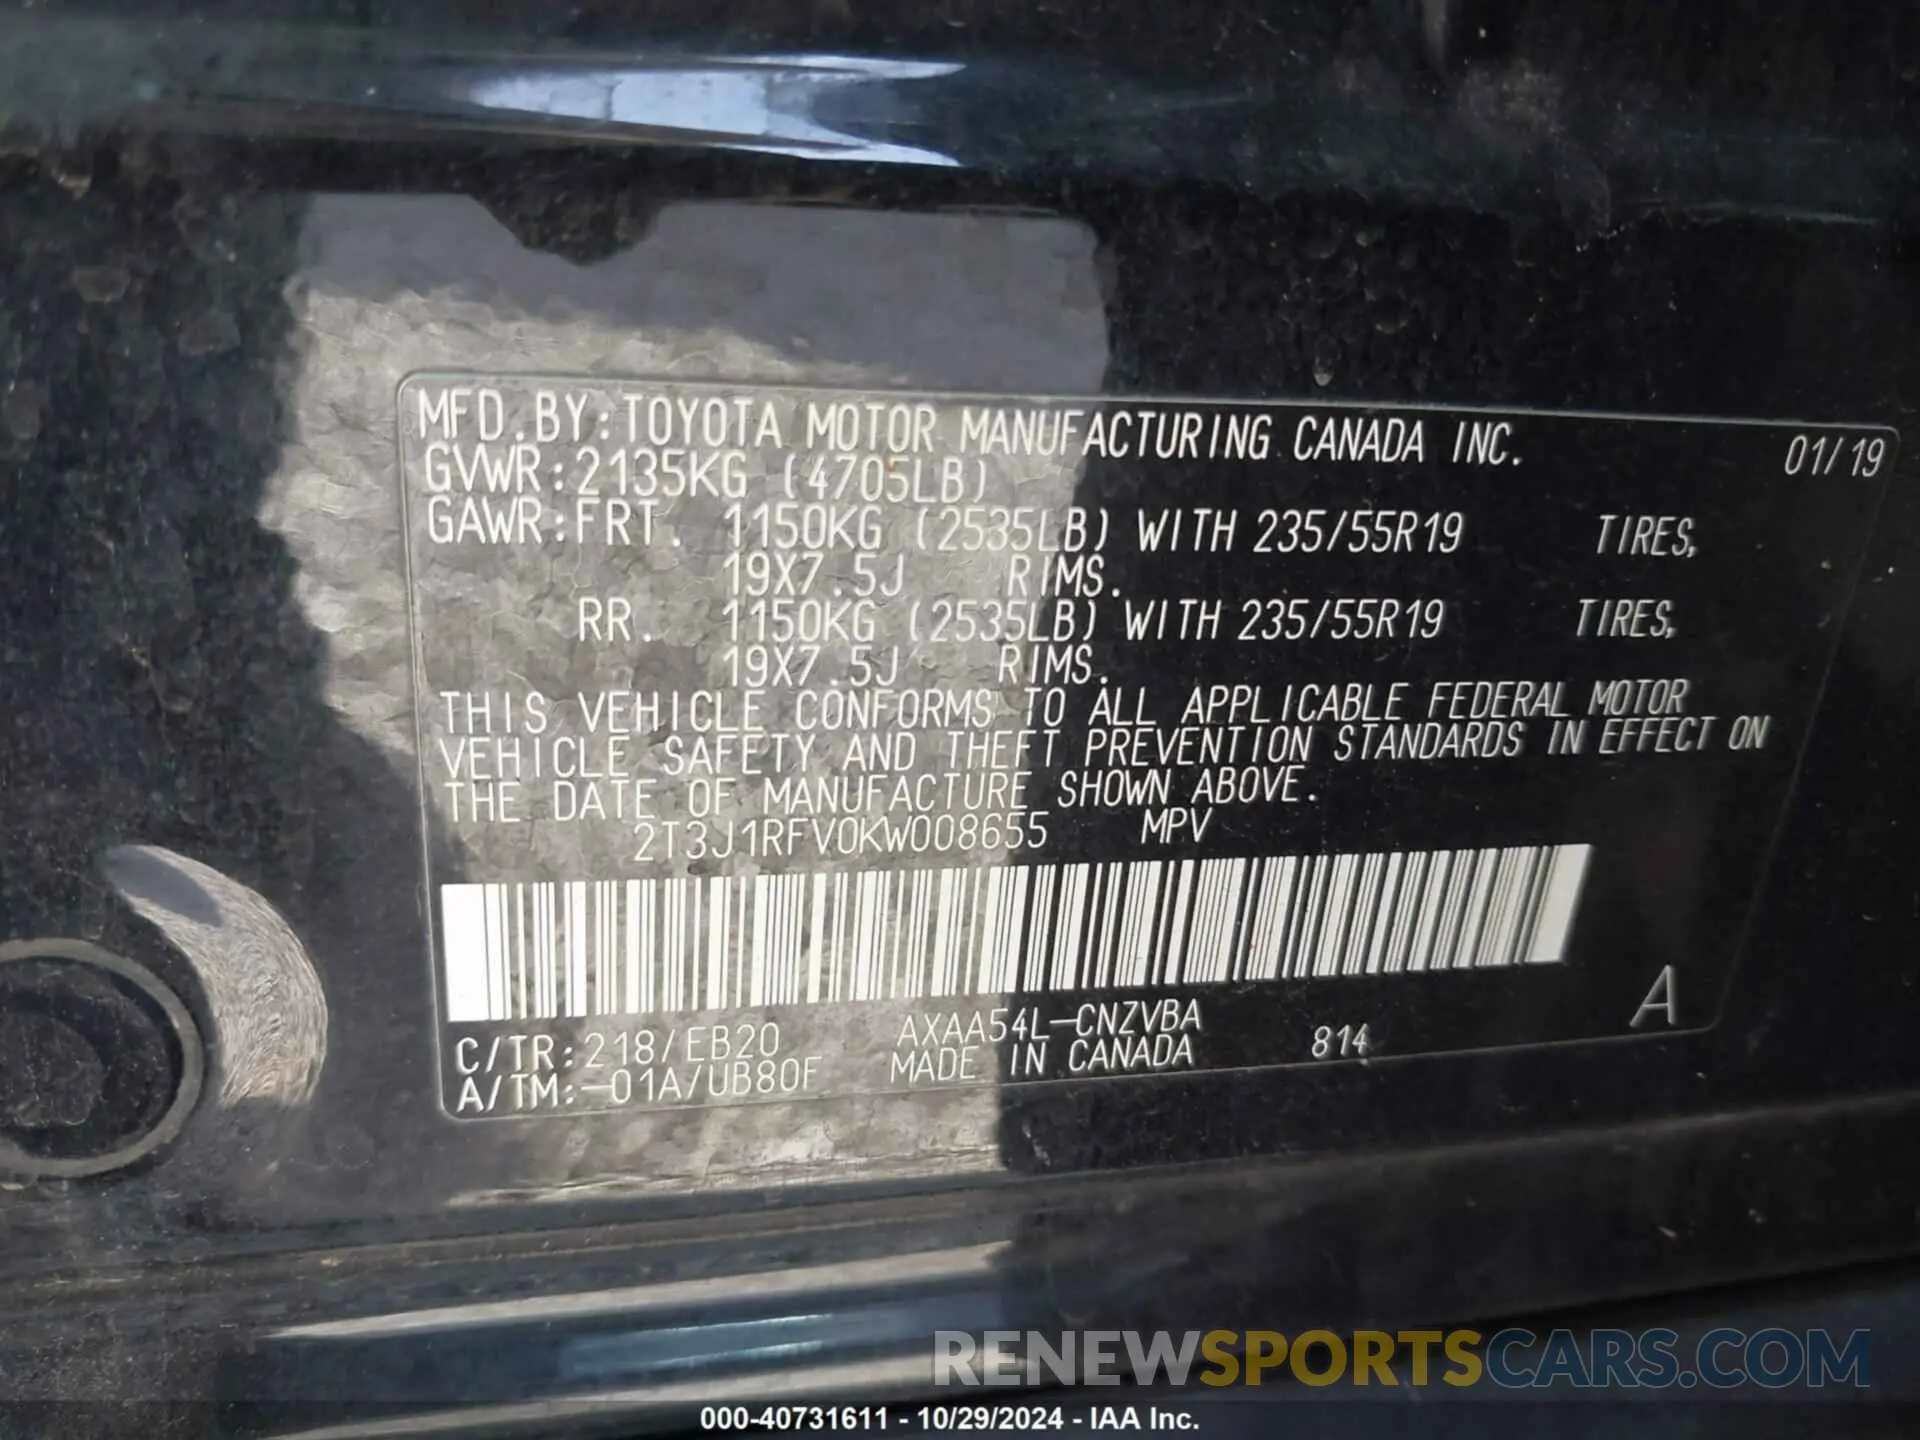 MFD.BY:TOYOTA MOTOR MANUFACTURING CANADA INC. 01/19
GVWR:2135KG (4705LB)
GAWR:FRT. 1150KG (2535LB) WITH 235/55R19 TIRES,
19X7.5J RIMS.
RR. 1150KG (2535LB) WITH 235/55R19 TIRES,
19X7.5J RIMS.
THIS VEHICLE CONFORMS TO ALL APPLICABLE FEDERAL MOTOR
VEHICLE SAFETY AND THEFT PREVENTION STANDARDS IN EFFECT ON
THE DATE OF MANUFACTURE SHOWN ABOVE.
2T3J1RFV0KW008655 MPV
A
C/TR:218/EB20 AXAA54L-CNZVBA
A/TM:-01A/UB80F MADE IN CANADA 814
RENEWSPORTSCARS.COM
000-40731611 - 10/29/2024 - IAA Inc.